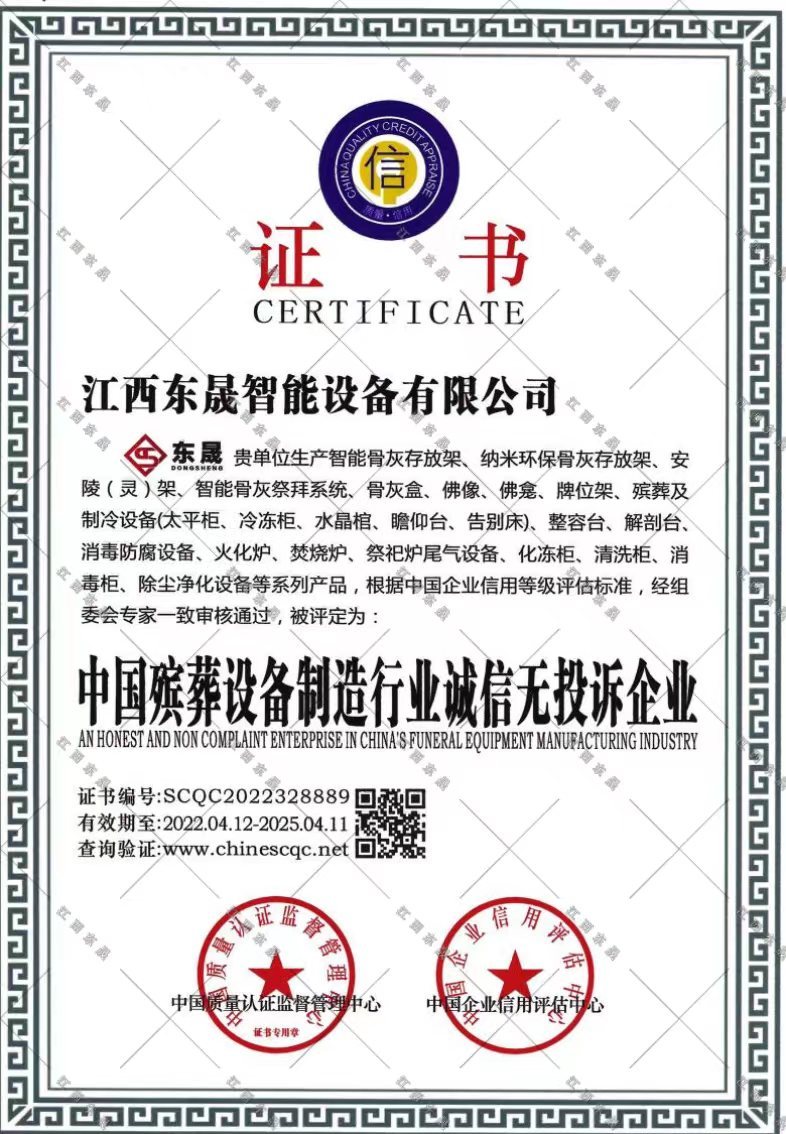 CHINA QUALITY CREDIT APPRAISE
信
质量·信用
证书
CERTIFICATE
江西东晟智能设备有限公司
东晟 DONGSHENG 贵单位生产智能骨灰存放架、纳米环保骨灰存放架、安
陵（灵）架、智能骨灰祭拜系统、骨灰盒、佛像、佛龛、牌位架、殡葬及
制冷设备(太平柜、冷冻柜、水晶棺、瞻仰台、告别床)、整容台、解剖台、
消毒防腐设备、火化炉、焚烧炉、祭祀炉尾气设备、化冻柜、清洗柜、消
毒柜、除尘净化设备等系列产品，根据中国企业信用等级评估标准，经组
委会专家一致审核通过，被评定为：
中国殡葬设备制造行业诚信无投诉企业
AN HONEST AND NON COMPLAINT ENTERPRISE IN CHINA'S FUNERAL EQUIPMENT MANUFACTURING INDUSTRY
证书编号:SCQC2022328889
有效期至:2022.04.12-2025.04.11
查询验证:www.chinescqc.net
中国质量认证监督管理中心
证书专用章
中国质量认证监督管理中心
中国企业信用评估中心
中国企业信用评估中心
江西东晟